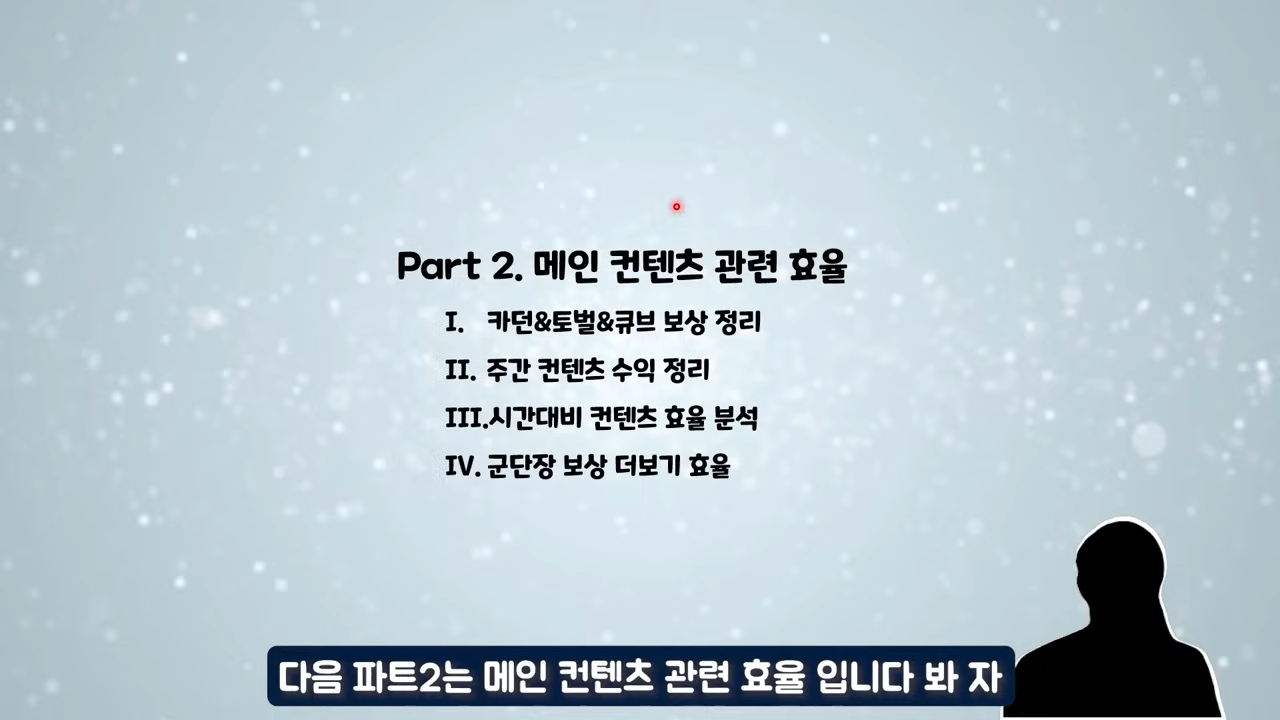 Part 2. 메인 컨텐츠 관련 효율
I. 카던&토벌&큐브 보상 정리
II. 주간 컨텐츠 수익 정리
III.시간대비 컨텐츠 효율 분석
IV. 군단장 보상 더보기 효율
다음 파트2는 메인 컨텐츠 관련 효율 입니다 봐 자